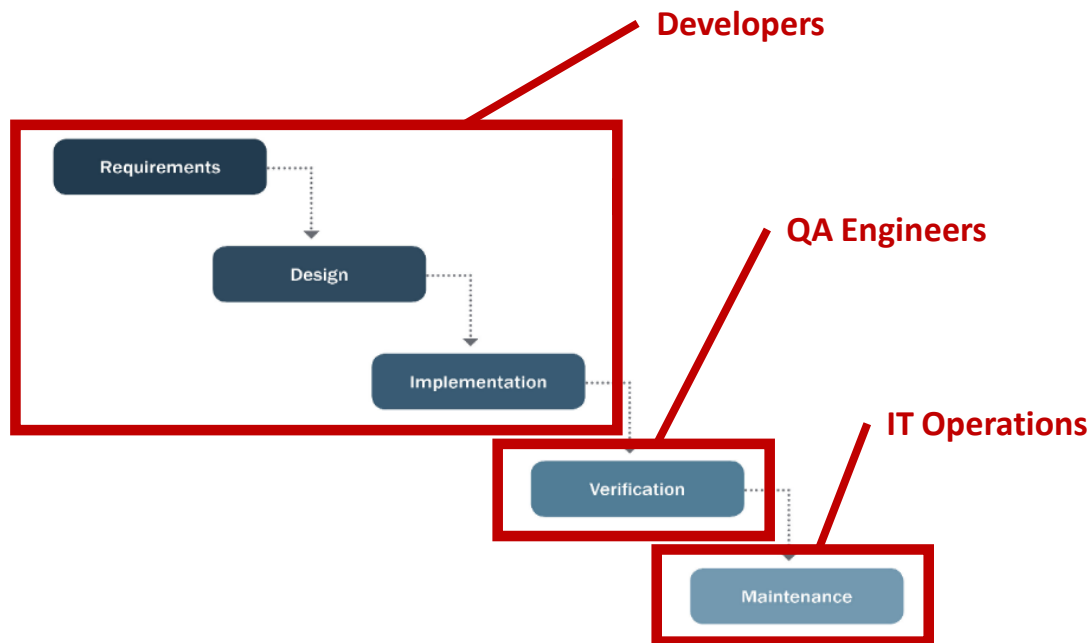 Developers
Requirements
QA Engineers
Design
Implementation
IT Operations
Verification
Maintenance